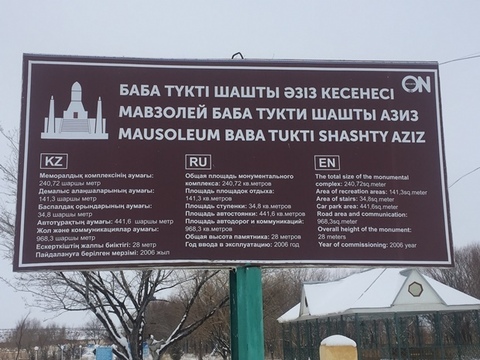 ON
БАБА ТҮКТІ ШАШТЫ ӘЗІЗ КЕСЕНЕСІ
МАВЗОЛЕЙ БАБА ТУКТИ ШАШТЫ АЗИЗ
MAUSOLEUM BABA TUKTI SHASHTY AZIZ
KZ
Меморалдық комплексінің аумағы:
240,72 шаршы метр
Демалыс алаңшаларының аумағы:
141,3 шаршы метр
Баспалдақ орындарының аумағы:
34,8 шаршы метр
Автотұрақтың аумағы: 441,6 шаршы метр
Жол және коммуникациялар аумағы:
968,3 шаршы метр
Ескерткіштің жалпы биіктігі: 28 метр
Пайдалануға берілген мерзімі: 2006 жыл
RU
Общая площадь монументального
комплекса: 240,72 кв.метров
Площадь площадок отдыха:
141,3 кв.метров
Площадь ступенки: 34,8 кв.метров
Площадь автостоянки: 441,6 кв.метров
Площадь автодорог и коммуникаций:
968,3 кв.метров
Общая высота памятника: 28 метров
Год ввода в эксплуатацию: 2006 год
EN
The total size of the monumental
complex: 240,72sq.meter
Area of recreation areas: 141,3sq.meter
Area of stairs: 34,8sq.meter
Car park area: 441,6sq.meter
Road area and communication:
968,3sq.meter
Overall height of the monument:
28 meters
Year of commissioning: 2006 year